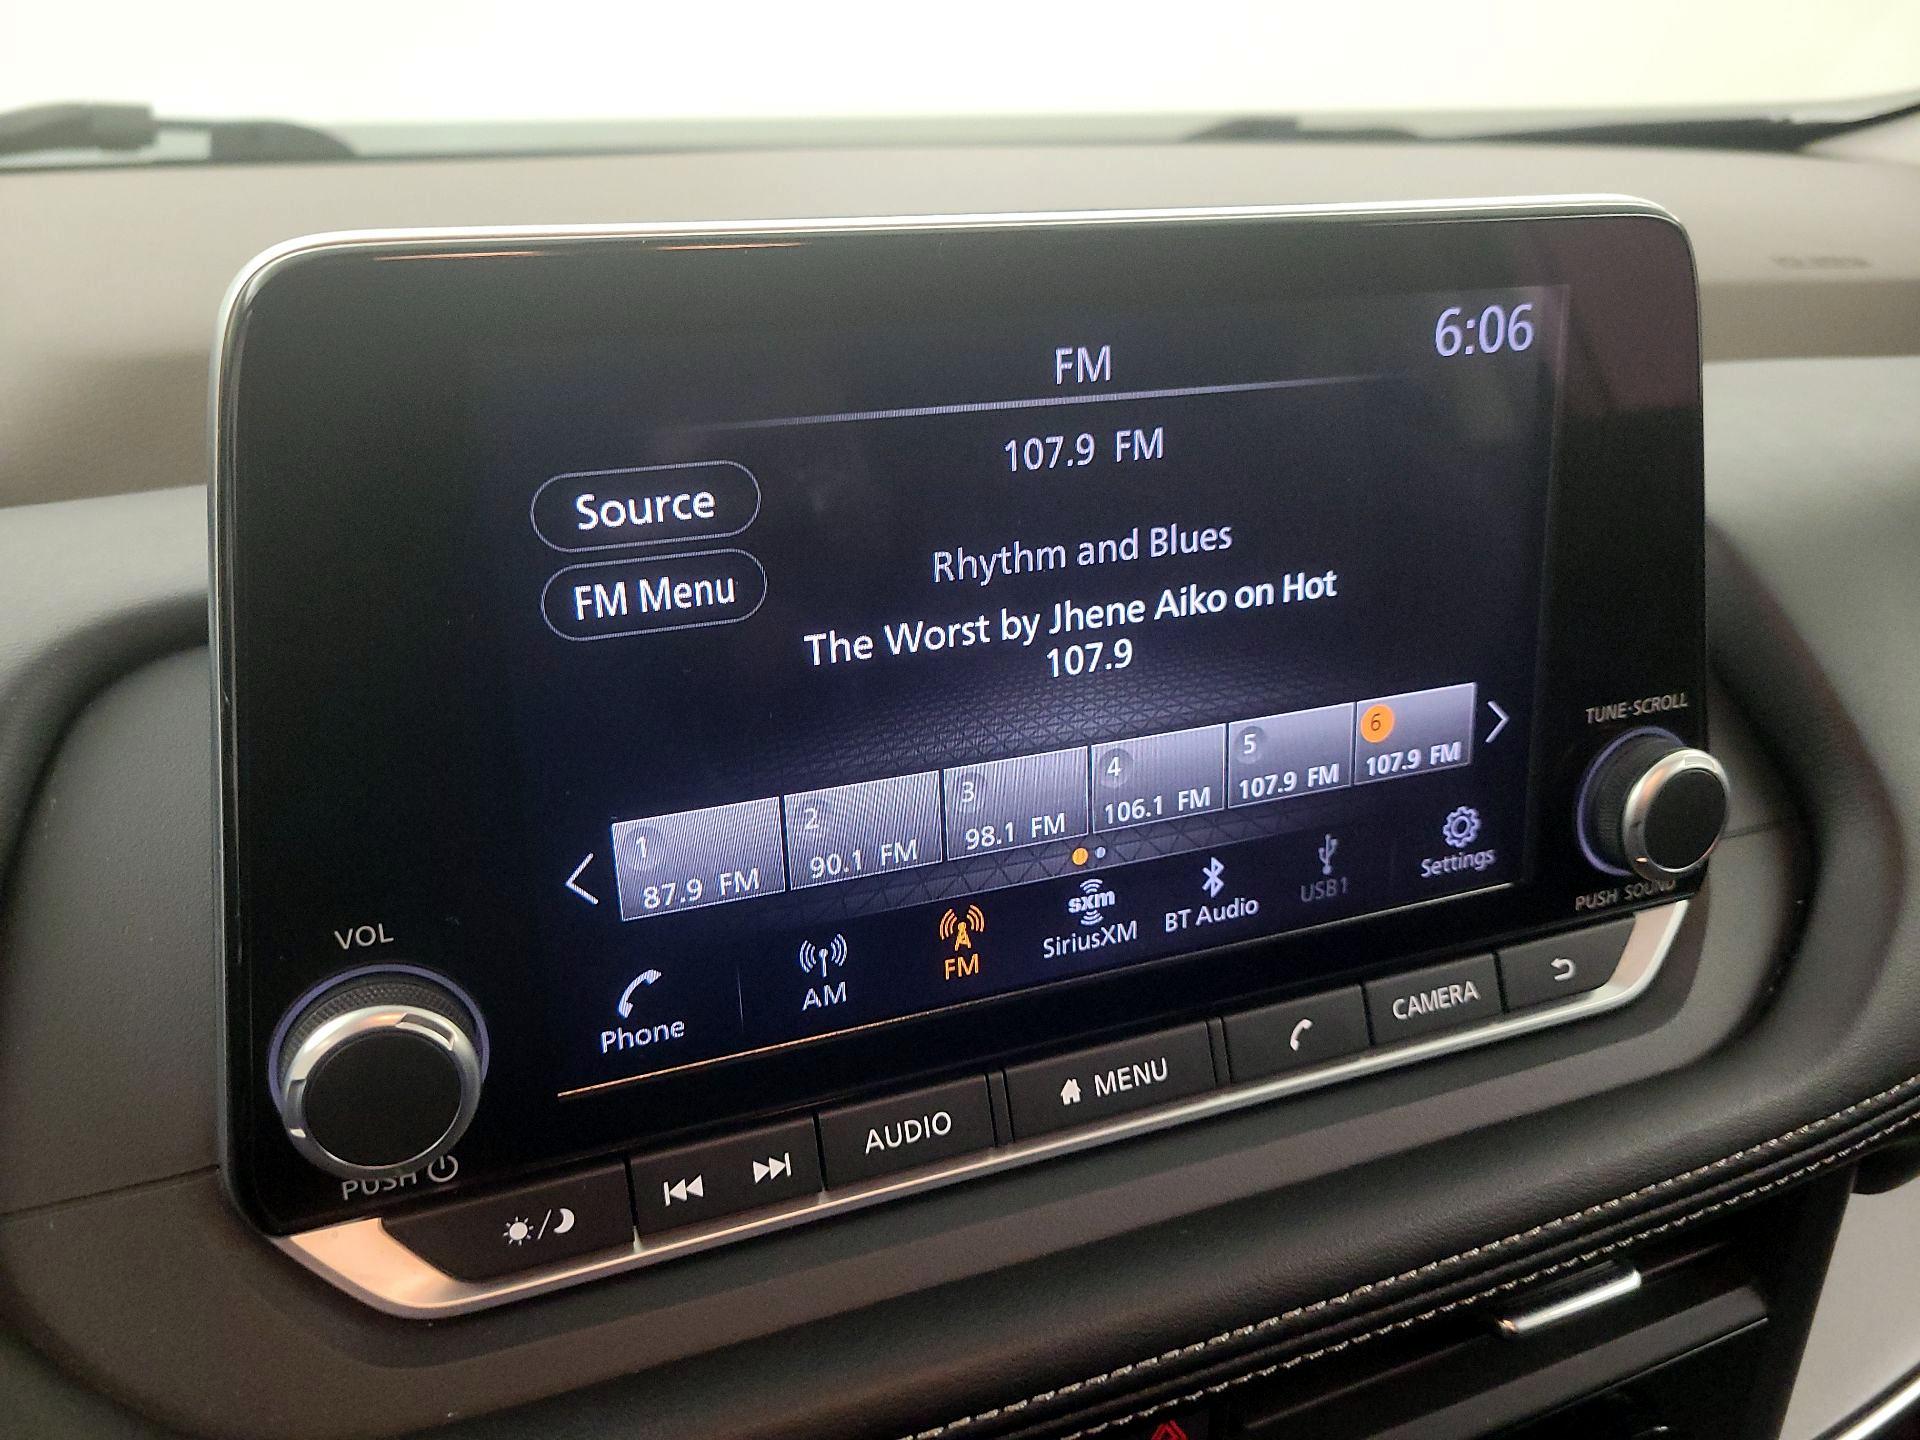 6:06
FM
107.9 FM
Source
Rhythm and Blues
FM Menu
The Worst by Jhene Aiko on Hot
107.9
1
87.9 FM
2
90.1 FM
3
98.1 FM
4
106.1 FM
5
107.9 FM
6
107.9 FM
Phone
AM
FM
sxm
SiriusXM
BT Audio
USB1
Settings
TUNE·SCROLL
PUSH SOUND
VOL
PUSH
AUDIO
MENU
CAMERA